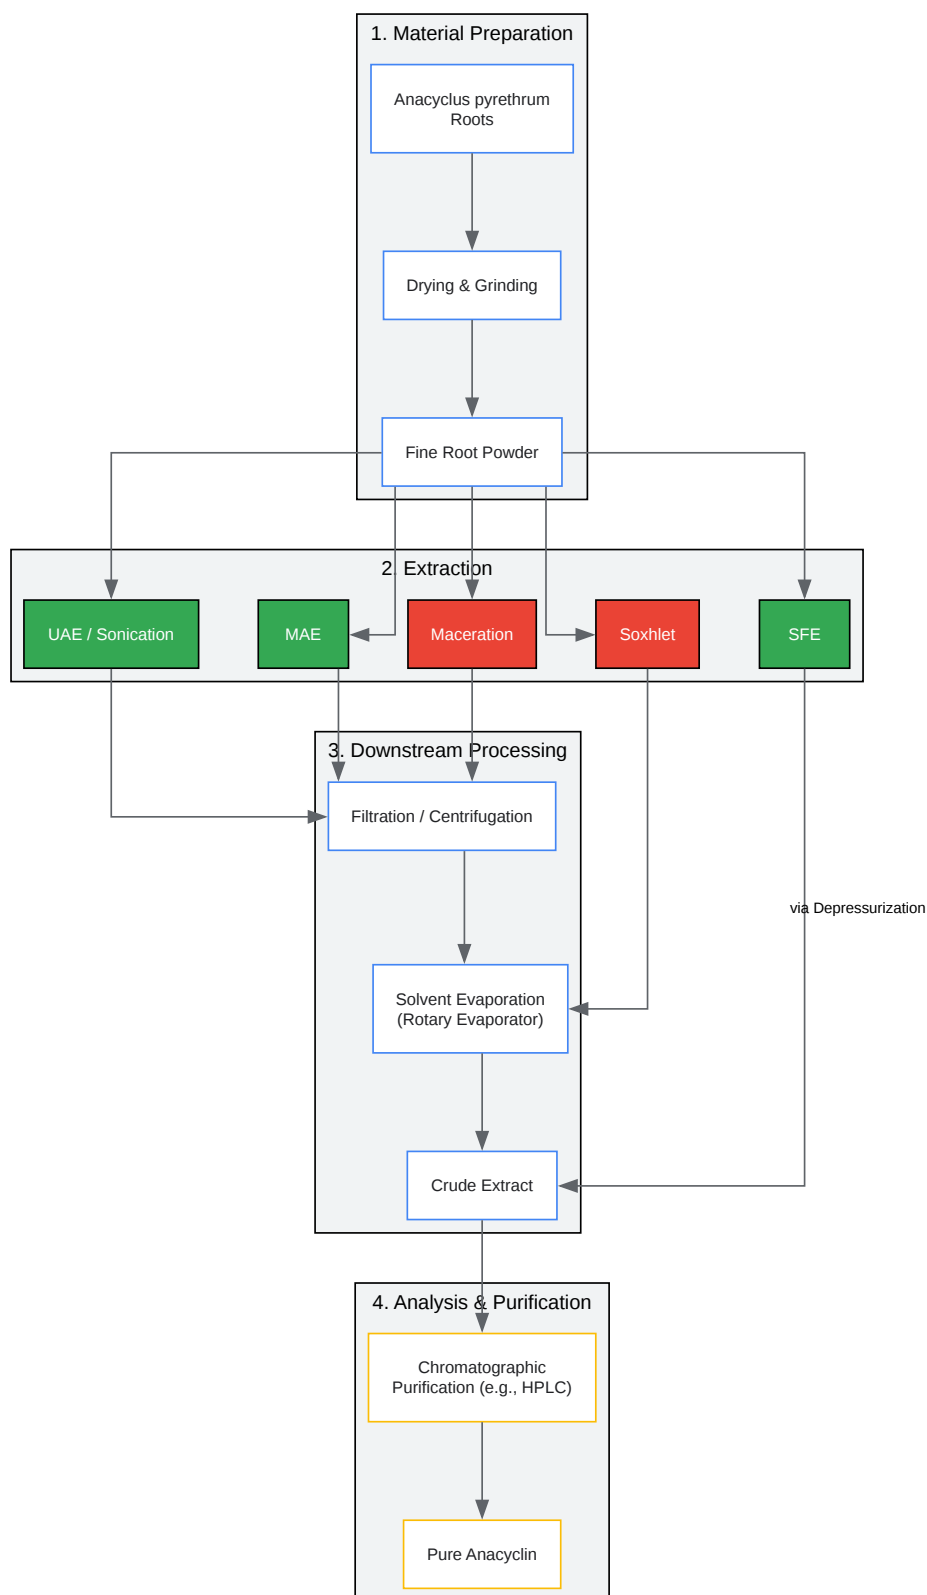 1. Material Preparation
Anacyclus pyrethrum
Roots
Drying & Grinding
Fine Root Powder
2. Extraction
UAE / Sonication
MAE
Maceration
Soxhlet
SFE
3. Downstream Processing
Filtration / Centrifugation
via Depressurization
Solvent Evaporation
(Rotary Evaporator)
Crude Extract
4. Analysis & Purification
Chromatographic
Purification (e.g., HPLC)
Pure Anacyclin